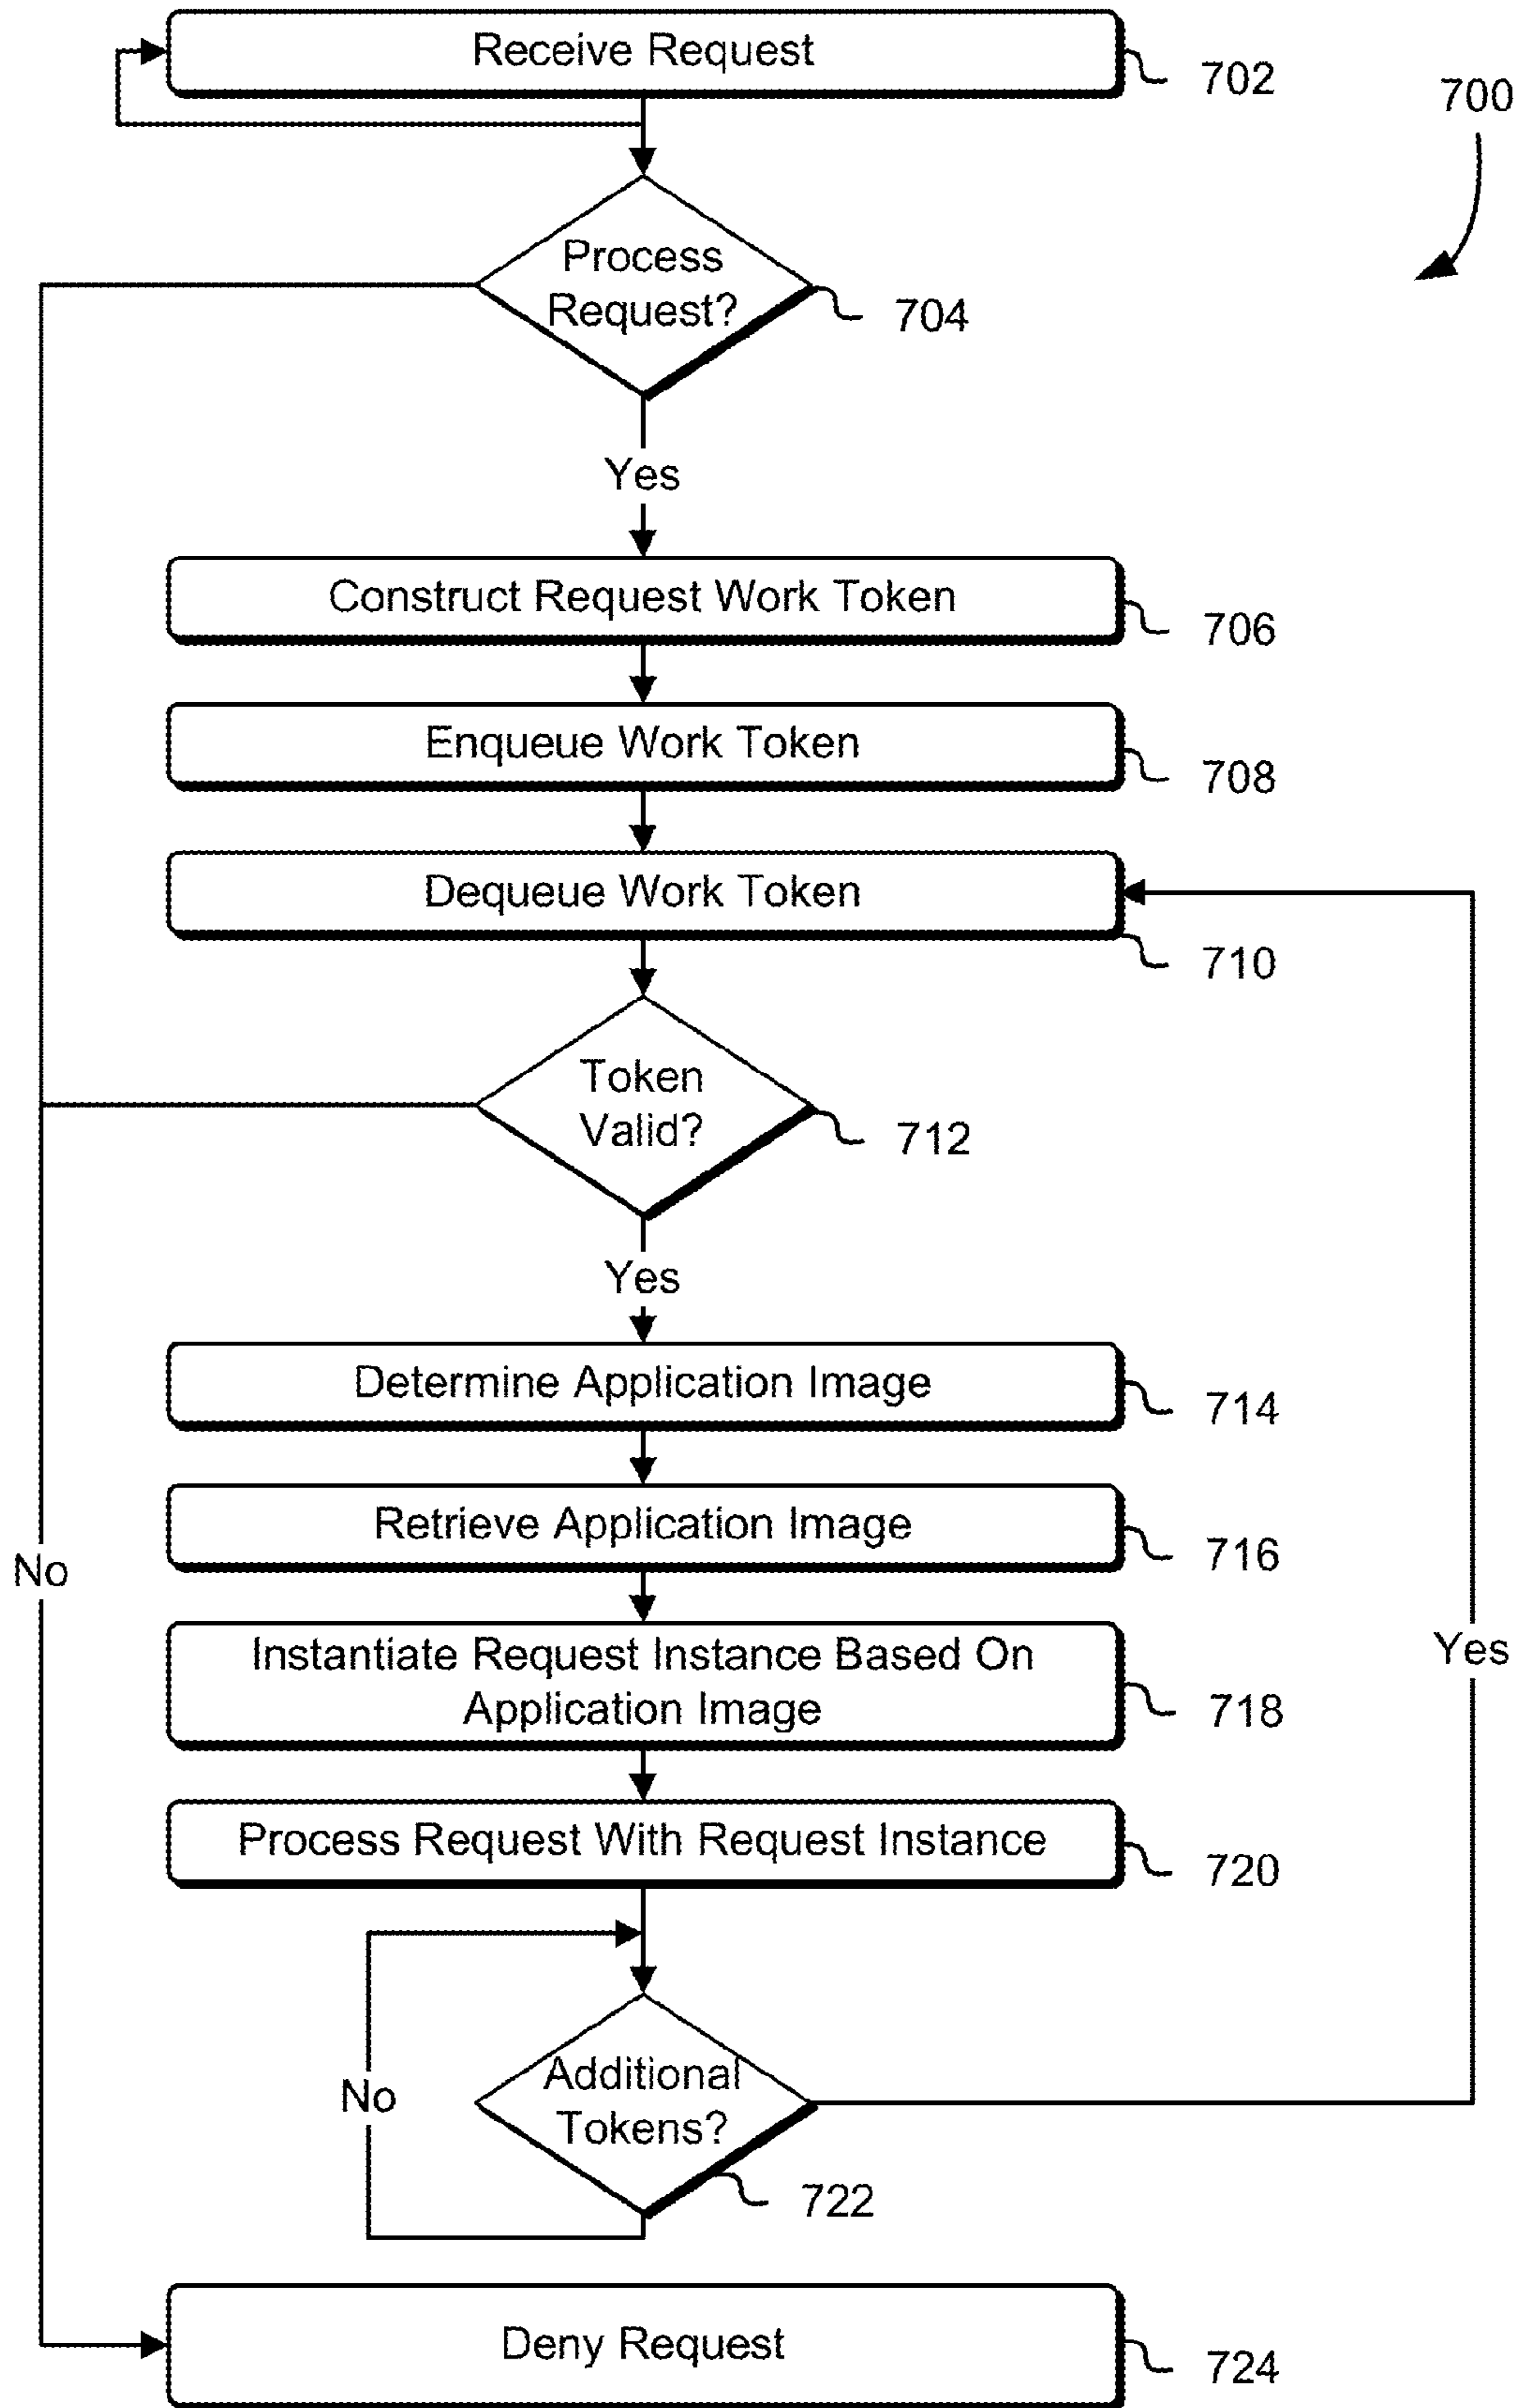 Receive Request
702
700
Process
Request?
704
Yes
Construct Request Work Token
706
Enqueue Work Token
708
Dequeue Work Token
710
Token
Valid?
712
Yes
Determine Application Image
714
Retrieve Application Image
716
No
Instantiate Request Instance Based On
Application Image
718
Yes
Process Request With Request Instance
720
Additional
Tokens?
No
722
Deny Request
724